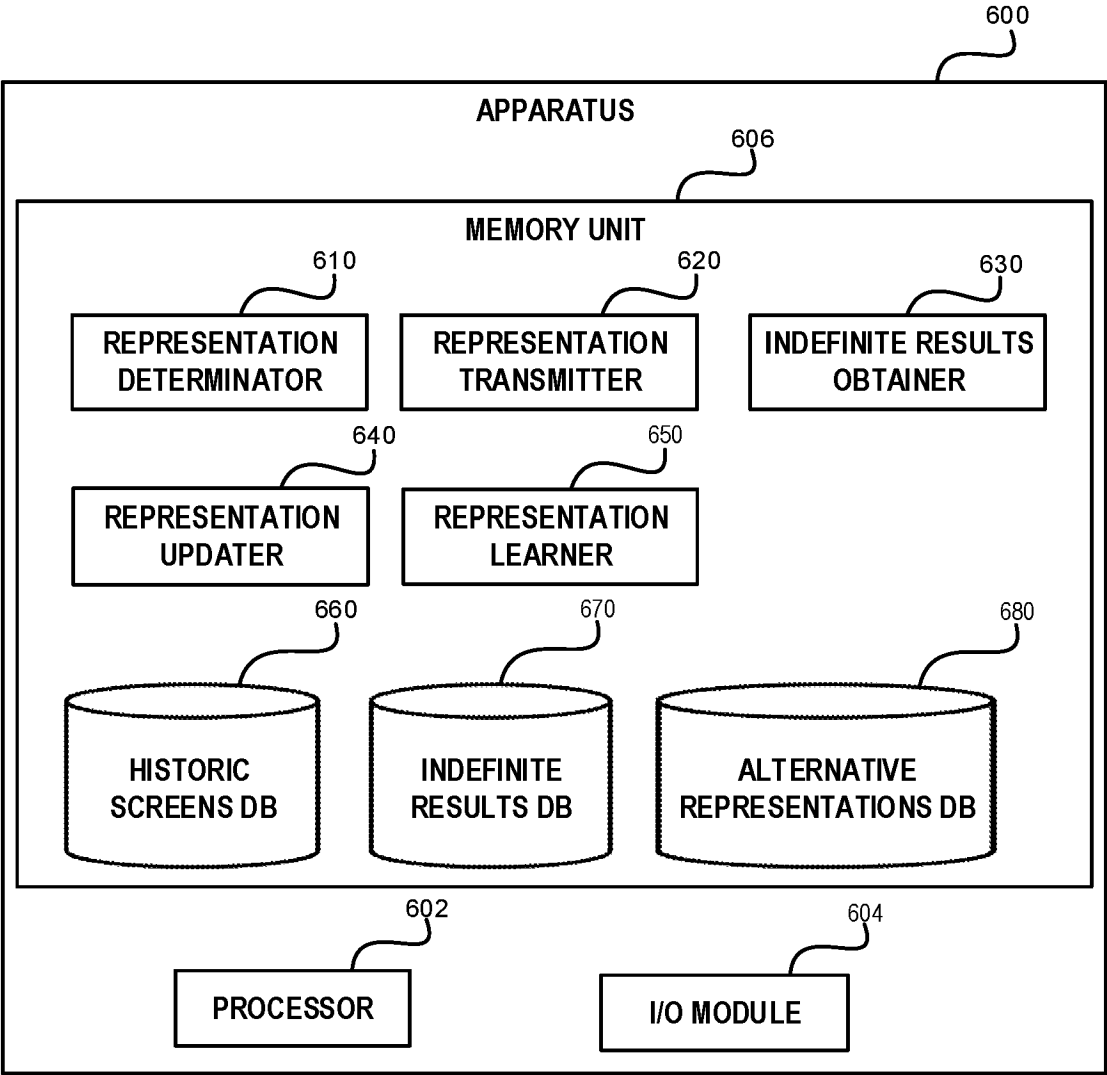 600
APPARATUS
606
MEMORY UNIT
610
620
630
REPRESENTATION
DETERMINATOR
REPRESENTATION
TRANSMITTER
INDEFINITE RESULTS
OBTAINER
640
650
REPRESENTATION
UPDATER
REPRESENTATION
LEARNER
660
670
680
HISTORIC
SCREENS DB
INDEFINITE
RESULTS DB
ALTERNATIVE
REPRESENTATIONS DB
602
604
PROCESSOR
I/O MODULE